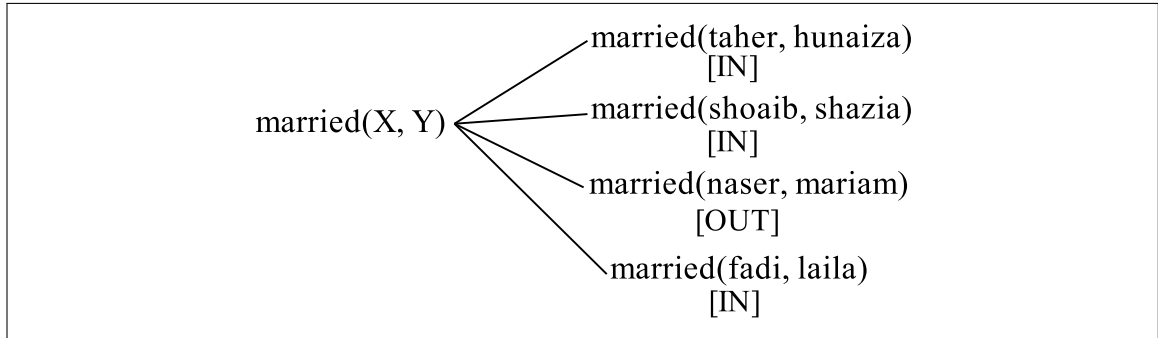 married(taher, hunaiza)
[IN]
married(X, Y)
married(shoaib, shazia)
[IN]
married(naser, mariam)
[OUT]
married(fadi, laila)
[IN]